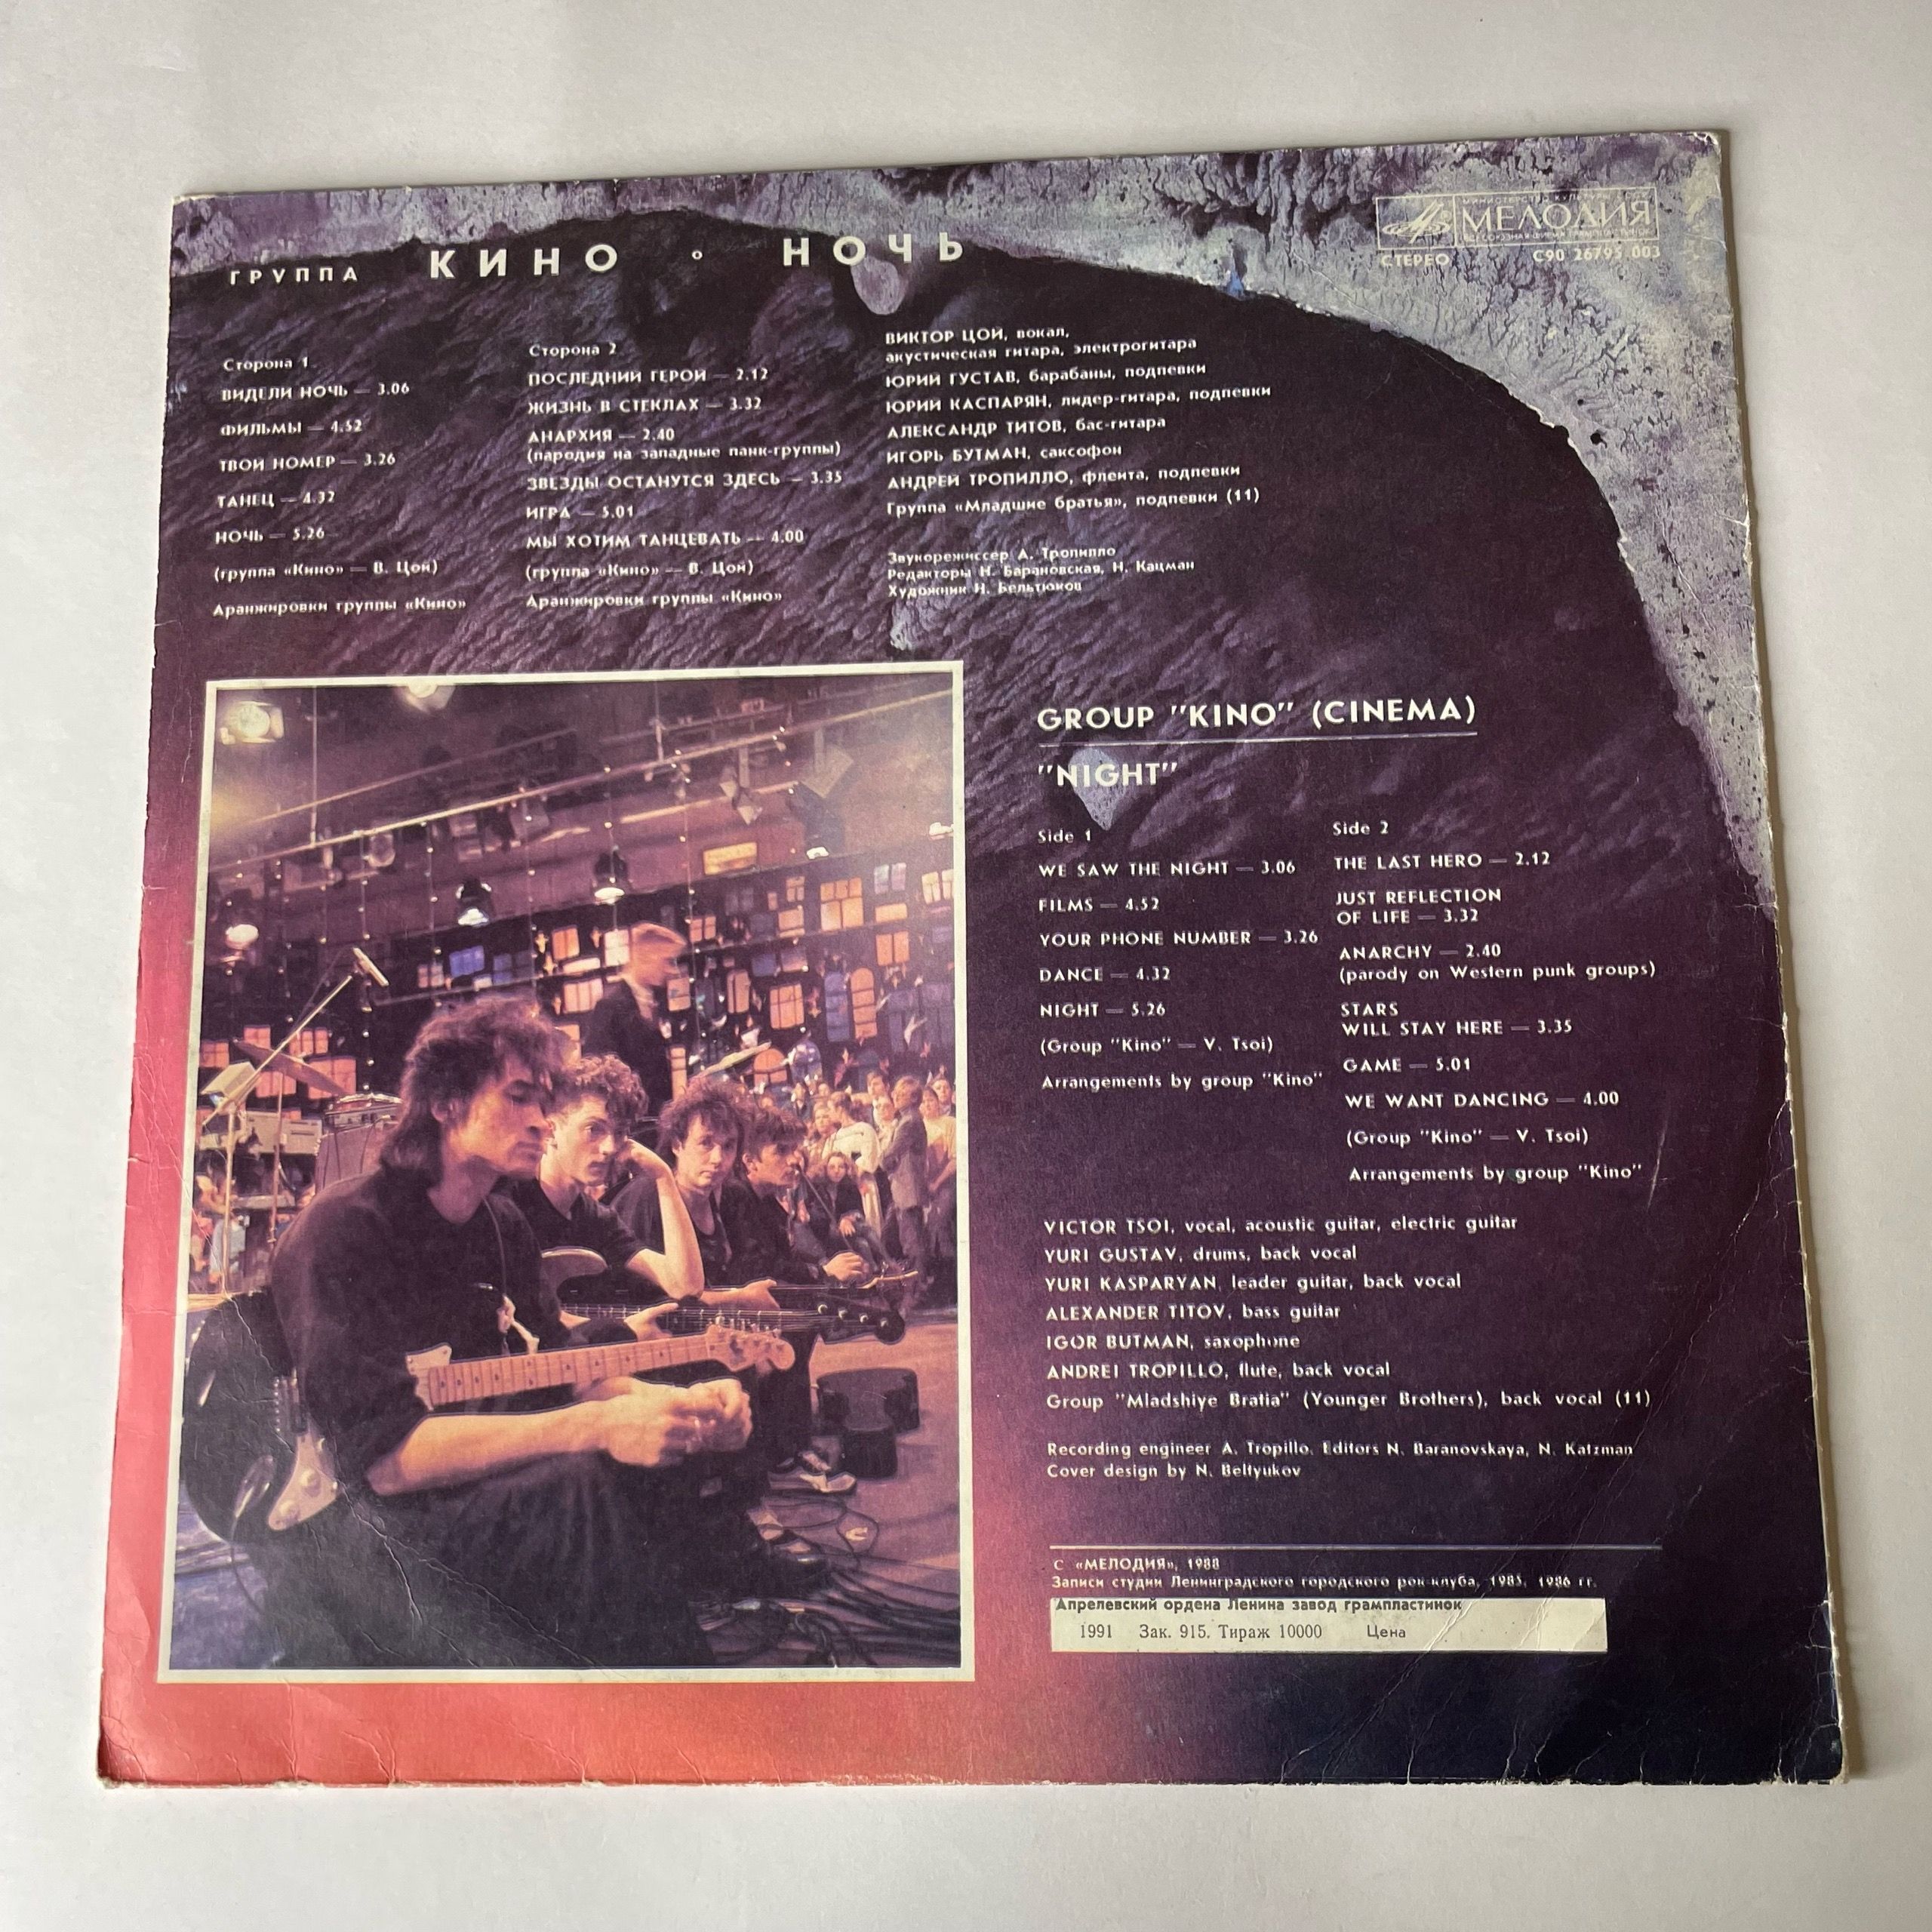 ГРУППА КИНО ◦ НОЧЬ
МЕЛОДИЯ
СТЕРЕО С90 26795 003
Сторона 1
ВИДЕЛИ НОЧЬ — 3.06
ФИЛЬМЫ — 4.52
ТВОЙ НОМЕР — 3.26
ТАНЕЦ — 4.32
НОЧЬ — 5.26
(группа «Кино» — В. Цой)
Аранжировки группы «Кино»
Сторона 2
ПОСЛЕДНИЙ ГЕРОЙ — 2.12
ЖИЗНЬ В СТЕКЛАХ — 3.32
АНАРХИЯ — 2.40
(пародия на западные панк-группы)
ЗВЕЗДЫ ОСТАНУТСЯ ЗДЕСЬ — 3.35
ИГРА — 5.01
МЫ ХОТИМ ТАНЦЕВАТЬ — 4.00
(группа «Кино» — В. Цой)
Аранжировки группы «Кино»
ВИКТОР ЦОЙ, вокал,
акустическая гитара, электрогитара
ЮРИЙ ГУСТАВ, барабаны, подпевки
ЮРИЙ КАСПАРЯН, лидер-гитара, подпевки
АЛЕКСАНДР ТИТОВ, бас-гитара
ИГОРЬ БУТМАН, саксофон
АНДРЕЙ ТРОПИЛЛО, флейта, подпевки
Группа «Младшие братья», подпевки (11)
Звукорежиссер А. Тропилло
Редакторы Н. Барановская, Н. Кацман
Художник Н. Бельтюков
GROUP "KINO" (CINEMA)
"NIGHT"
Side 1
WE SAW THE NIGHT — 3.06
FILMS — 4.52
YOUR PHONE NUMBER — 3.26
DANCE — 4.32
NIGHT — 5.26
(Group "Kino" — V. Tsoi)
Arrangements by group "Kino"
Side 2
THE LAST HERO — 2.12
JUST REFLECTION
OF LIFE — 3.32
ANARCHY — 2.40
(parody on Western punk groups)
STARS
WILL STAY HERE — 3.35
GAME — 5.01
WE WANT DANCING — 4.00
(Group "Kino" — V. Tsoi)
Arrangements by group "Kino"
VICTOR TSOI, vocal, acoustic guitar, electric guitar
YURI GUSTAV, drums, back vocal
YURI KASPARYAN, leader guitar, back vocal
ALEXANDER TITOV, bass guitar
IGOR BUTMAN, saxophone
ANDREI TROPILLO, flute, back vocal
Group "Mladshiye Bratia" (Younger Brothers), back vocal (11)
Recording engineer A. Tropillo. Editors N. Baranovskaya, N. Katzman
Cover design by N. Beltyukov
С «МЕЛОДИЯ», 1988
Записи студии Ленинградского городского рок-клуба, 1985, 1986 гг.
Апрелевский ордена Ленина завод грампластинок
1991 Зак. 915. Тираж 10000 Цена